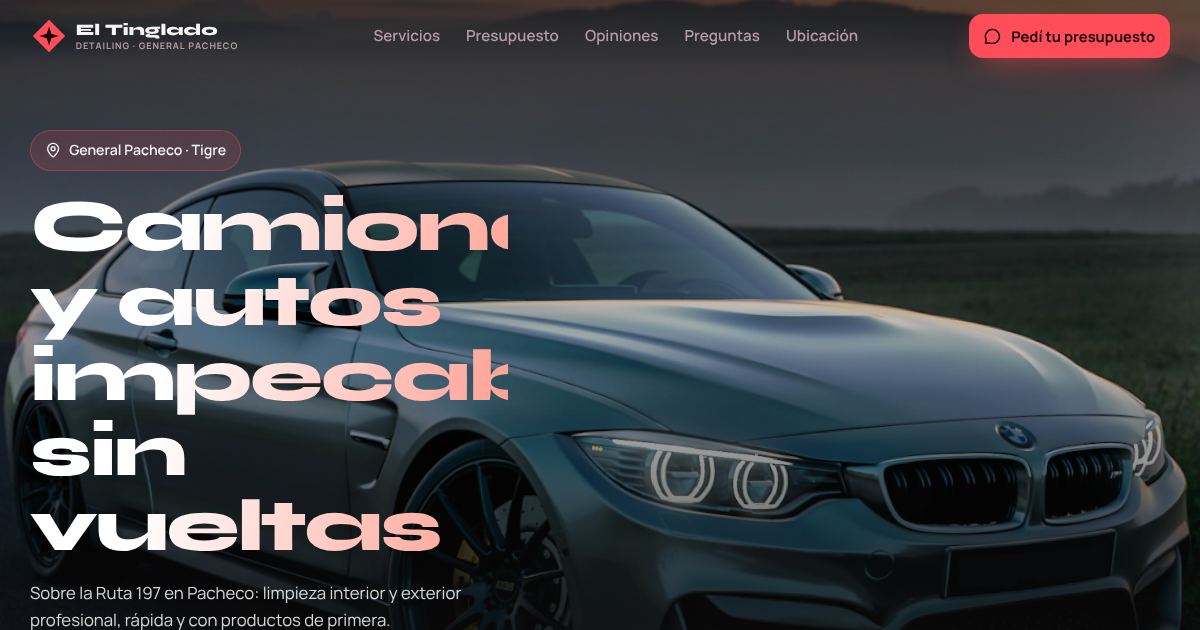 El Tinglado
DETAILING · GENERAL PACHECO
Servicios
Presupuesto
Opiniones
Preguntas
Ubicación
Pedí tu presupuesto
General Pacheco · Tigre
y autos
sin
vueltas
Sobre la Ruta 197 en Pacheco: limpieza interior y exterior
profesional, rápida y con productos de primera.